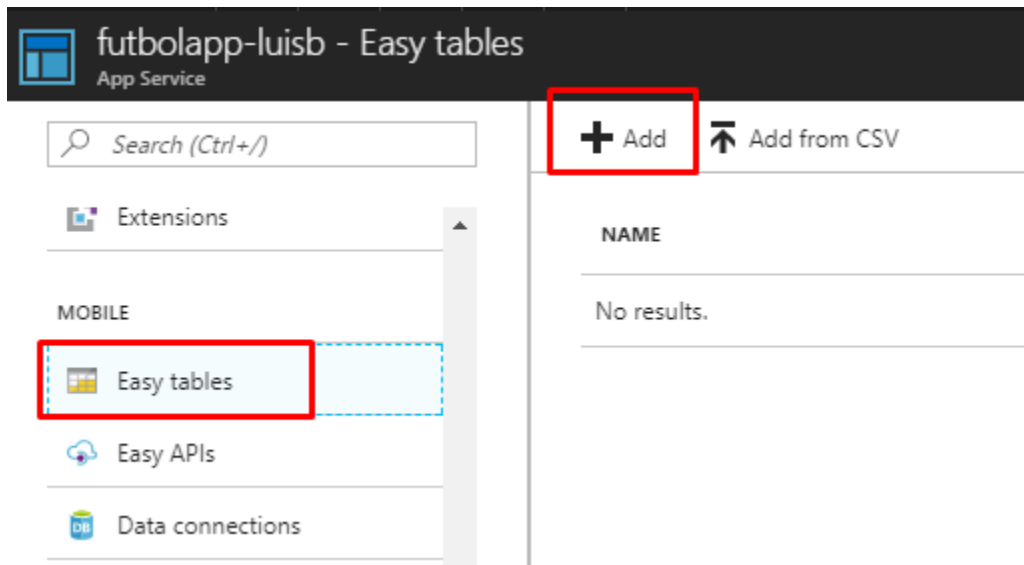 futbolapp-luisb - Easy tables
App Service
Search (Ctrl+/)
Extensions
MOBILE
Easy tables
Easy APIs
DB
Data connections
Add
Add from CSV
NAME
No results.